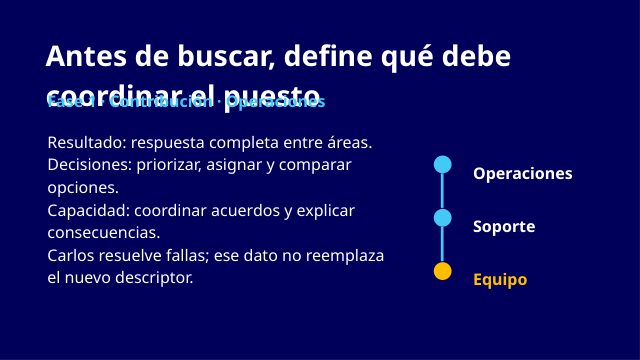 Antes de buscar, define qué debe
coordinar el puesto
Fase 1 · Contribución · Operaciones
Resultado: respuesta completa entre áreas.
Decisiones: priorizar, asignar y comparar
opciones.
Capacidad: coordinar acuerdos y explicar
consecuencias.
Carlos resuelve fallas; ese dato no reemplaza
el nuevo descriptor.
Operaciones
Soporte
Equipo